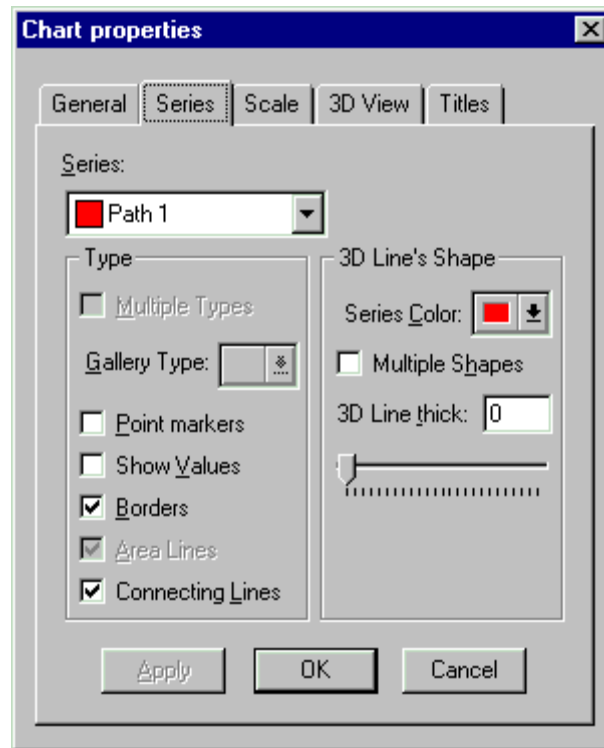 Chart properties
General Series Scale 3D View Titles
Series:
Path 1
Type
Multiple Types
Gallery Type:
Point markers
Show Values
Borders
Area Lines
Connecting Lines
3D Line's Shape
Series Color:
Multiple Shapes
3D Line thick: 0
Apply OK Cancel